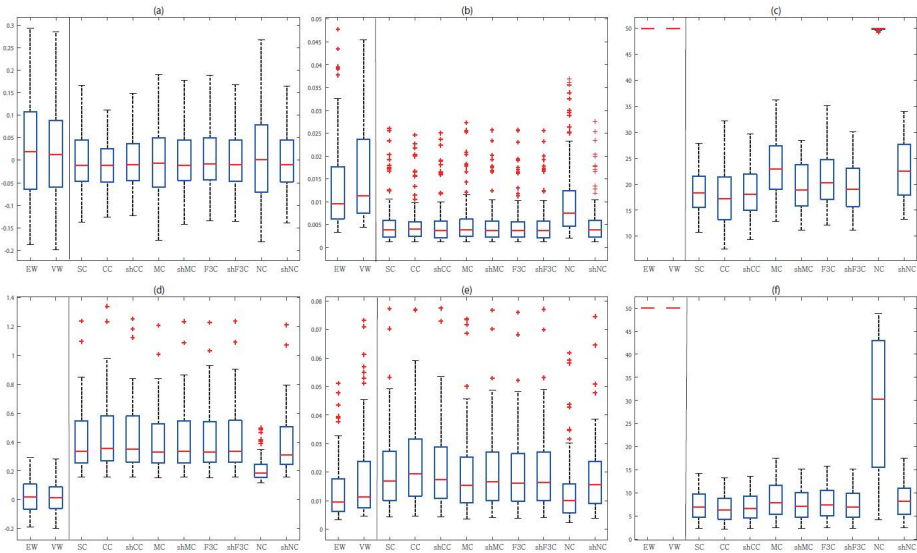 (a) (b) (c)
0.3 0.05 50
0.25 0.045 45
0.2 0.04 40
0.15 0.035 35
0.1 0.03 30
0.05 0.025 25
0 0.02 20
-0.05 0.015 15
-0.1 0.01 10
-0.15 0.005
-0.2 0
EW VW SC CC shCC MC shMC F3C shF3C NC shNC
EW VW SC CC shCC MC shMC F3C shF3C NC shNC
EW VW SC CC shCC MC shMC F3C shF3C NC shNC
(d) (e) (f)
1.4 0.08 50
1.2 0.07 45
1 0.06 40
0.8 0.05 35
0.6 0.04 30
0.4 0.03 25
0.2 0.02 20
0 0.01 15
-0.2 0 10
5
0
EW VW SC CC shCC MC shMC F3C shF3C NC shNC
EW VW SC CC shCC MC shMC F3C shF3C NC shNC
EW VW SC CC shCC MC shMC F3C shF3C NC shNC